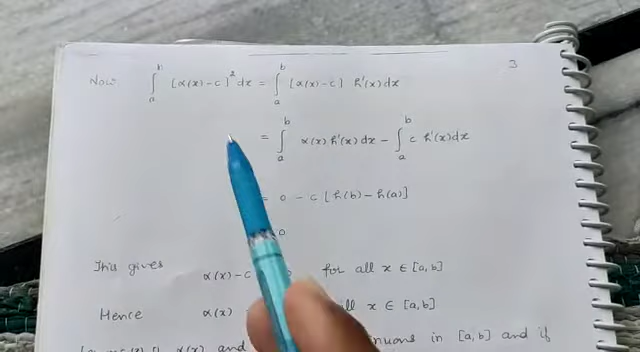 3
Now ∫_a^b [α(x)-c]² dx = ∫_a^b [α(x)-c] h'(x) dx
= ∫_a^b α(x) h'(x) dx - ∫_a^b c h'(x) dx
= 0 - c [h(b) - h(a)]
0
This gives α(x) - c for all x ∈ [a, b]
Hence α(x) x ∈ [a, b]
α(x) and in [a, b] and if